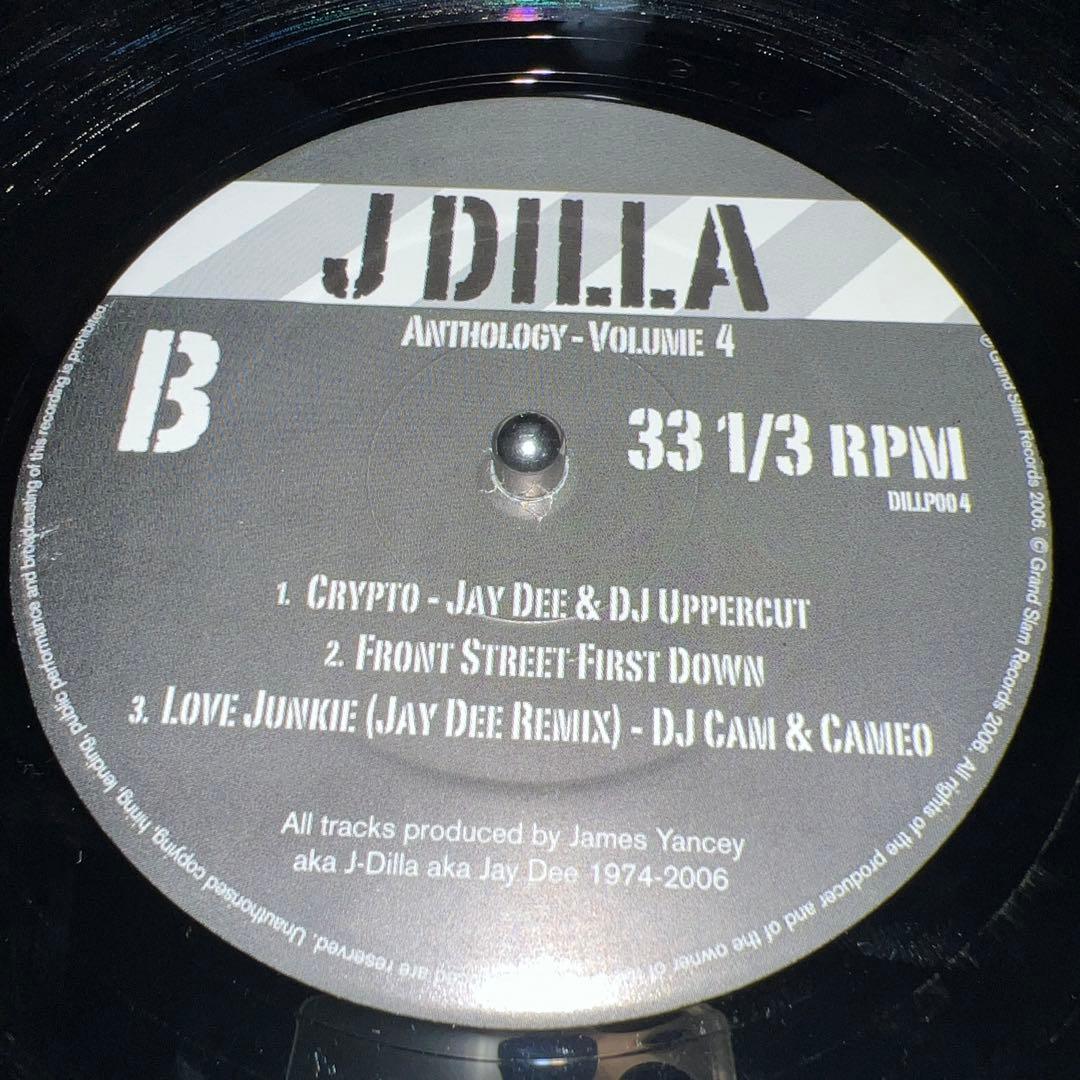 J DILLA
ANTHOLOGY - VOLUME 4
B
33 1/3 RPM
DILLP004
1. CRYPTO - JAY DEE & DJ UPPERCUT
2. FRONT STREET-FIRST DOWN
3. LOVE JUNKIE (JAY DEE REMIX) - DJ CAM & CAMEO
All tracks produced by James Yancey
aka J-Dilla aka Jay Dee 1974-2006
℗ Grand Slam Records 2006. © Grand Slam Records 2006. All rights of the producer and of the owner of the are reserved. Unauthorised copying, hiring, lending, public performance and broadcasting of this recording is prohibited.